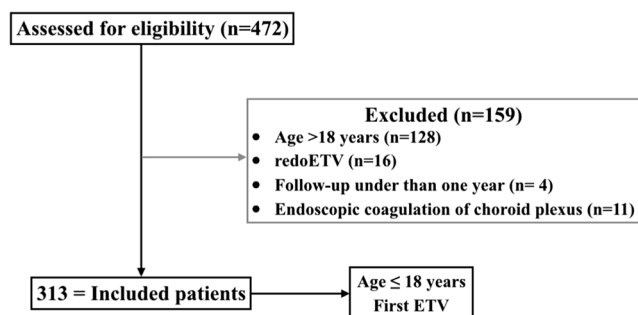 Assessed for eligibility (n=472)
Excluded (n=159)
• Age >18 years (n=128)
• redoETV (n=16)
• Follow-up under than one year (n= 4)
• Endoscopic coagulation of choroid plexus (n=11)
313 = Included patients
Age ≤ 18 years
First ETV